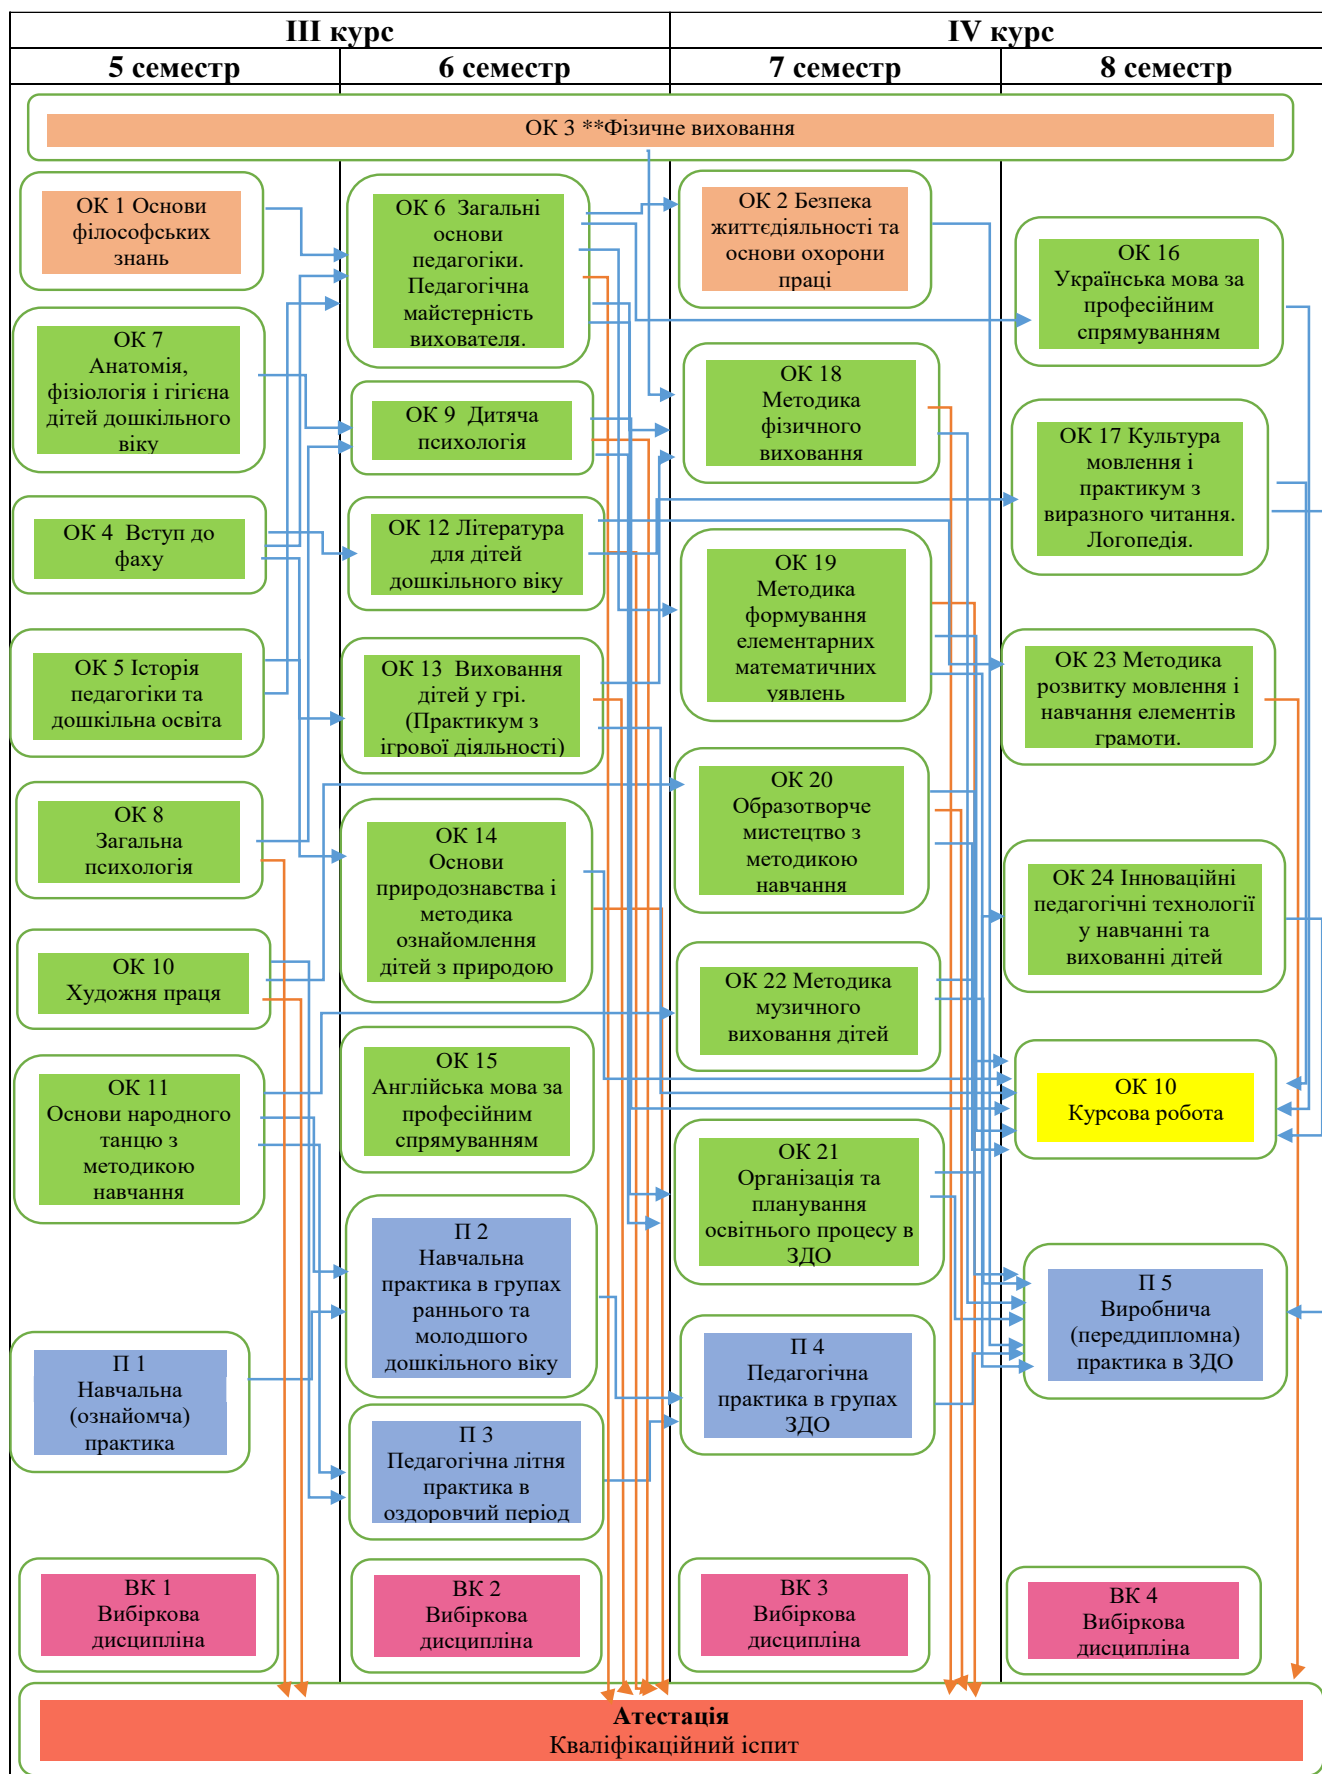 ІІІ курс
IV курс
5 семестр
6 семестр
7 семестр
8 семестр
ОК 3 **Фізичне виховання
ОК 1 Основи
філософських
знань
ОК 7
Анатомія,
фізіологія і гігієна
дітей дошкільного
віку
ОК 4  Вступ до
фаху
ОК 5 Історія
педагогіки та
дошкільна освіта
ОК 8
Загальна
психологія
ОК 10
Художня праця
ОК 11
Основи народного
танцю з
методикою
навчання
П 1
Навчальна
(ознайомча)
практика
ВК 1
Вибіркова
дисципліна
ОК 6  Загальні
основи
педагогіки.
Педагогічна
майстерність
вихователя.
ОК 9  Дитяча
психологія
ОК 12 Література
для дітей
дошкільного віку
ОК 13  Виховання
дітей у грі.
(Практикум з
ігрової діяльності)
ОК 14
Основи
природознавства і
методика
ознайомлення
дітей з природою
ОК 15
Англійська мова за
професійним
спрямуванням
П 2
Навчальна
практика в групах
раннього та
молодшого
дошкільного віку
П 3
Педагогічна літня
практика в
оздоровчий період
ВК 2
Вибіркова
дисципліна
ОК 2 Безпека
життєдіяльності та
основи охорони
праці
ОК 18
Методика
фізичного
виховання
ОК 19
Методика
формування
елементарних
математичних
уявлень
ОК 20
Образотворче
мистецтво з
методикою
навчання
ОК 22 Методика
музичного
виховання дітей
ОК 21
Організація та
планування
освітнього процесу в
ЗДО
П 4
Педагогічна
практика в групах
ЗДО
ВК 3
Вибіркова
дисципліна
ОК 16
Українська мова за
професійним
спрямуванням
ОК 17 Культура
мовлення і
практикум з
виразного читання.
Логопедія.
ОК 23 Методика
розвитку мовлення і
навчання елементів
грамоти.
ОК 24 Інноваційні
педагогічні технології
у навчанні та
вихованні дітей
ОК 10
Курсова робота
П 5
Виробнича
(переддипломна)
практика в ЗДО
ВК 4
Вибіркова
дисципліна
Атестація
Кваліфікаційний іспит